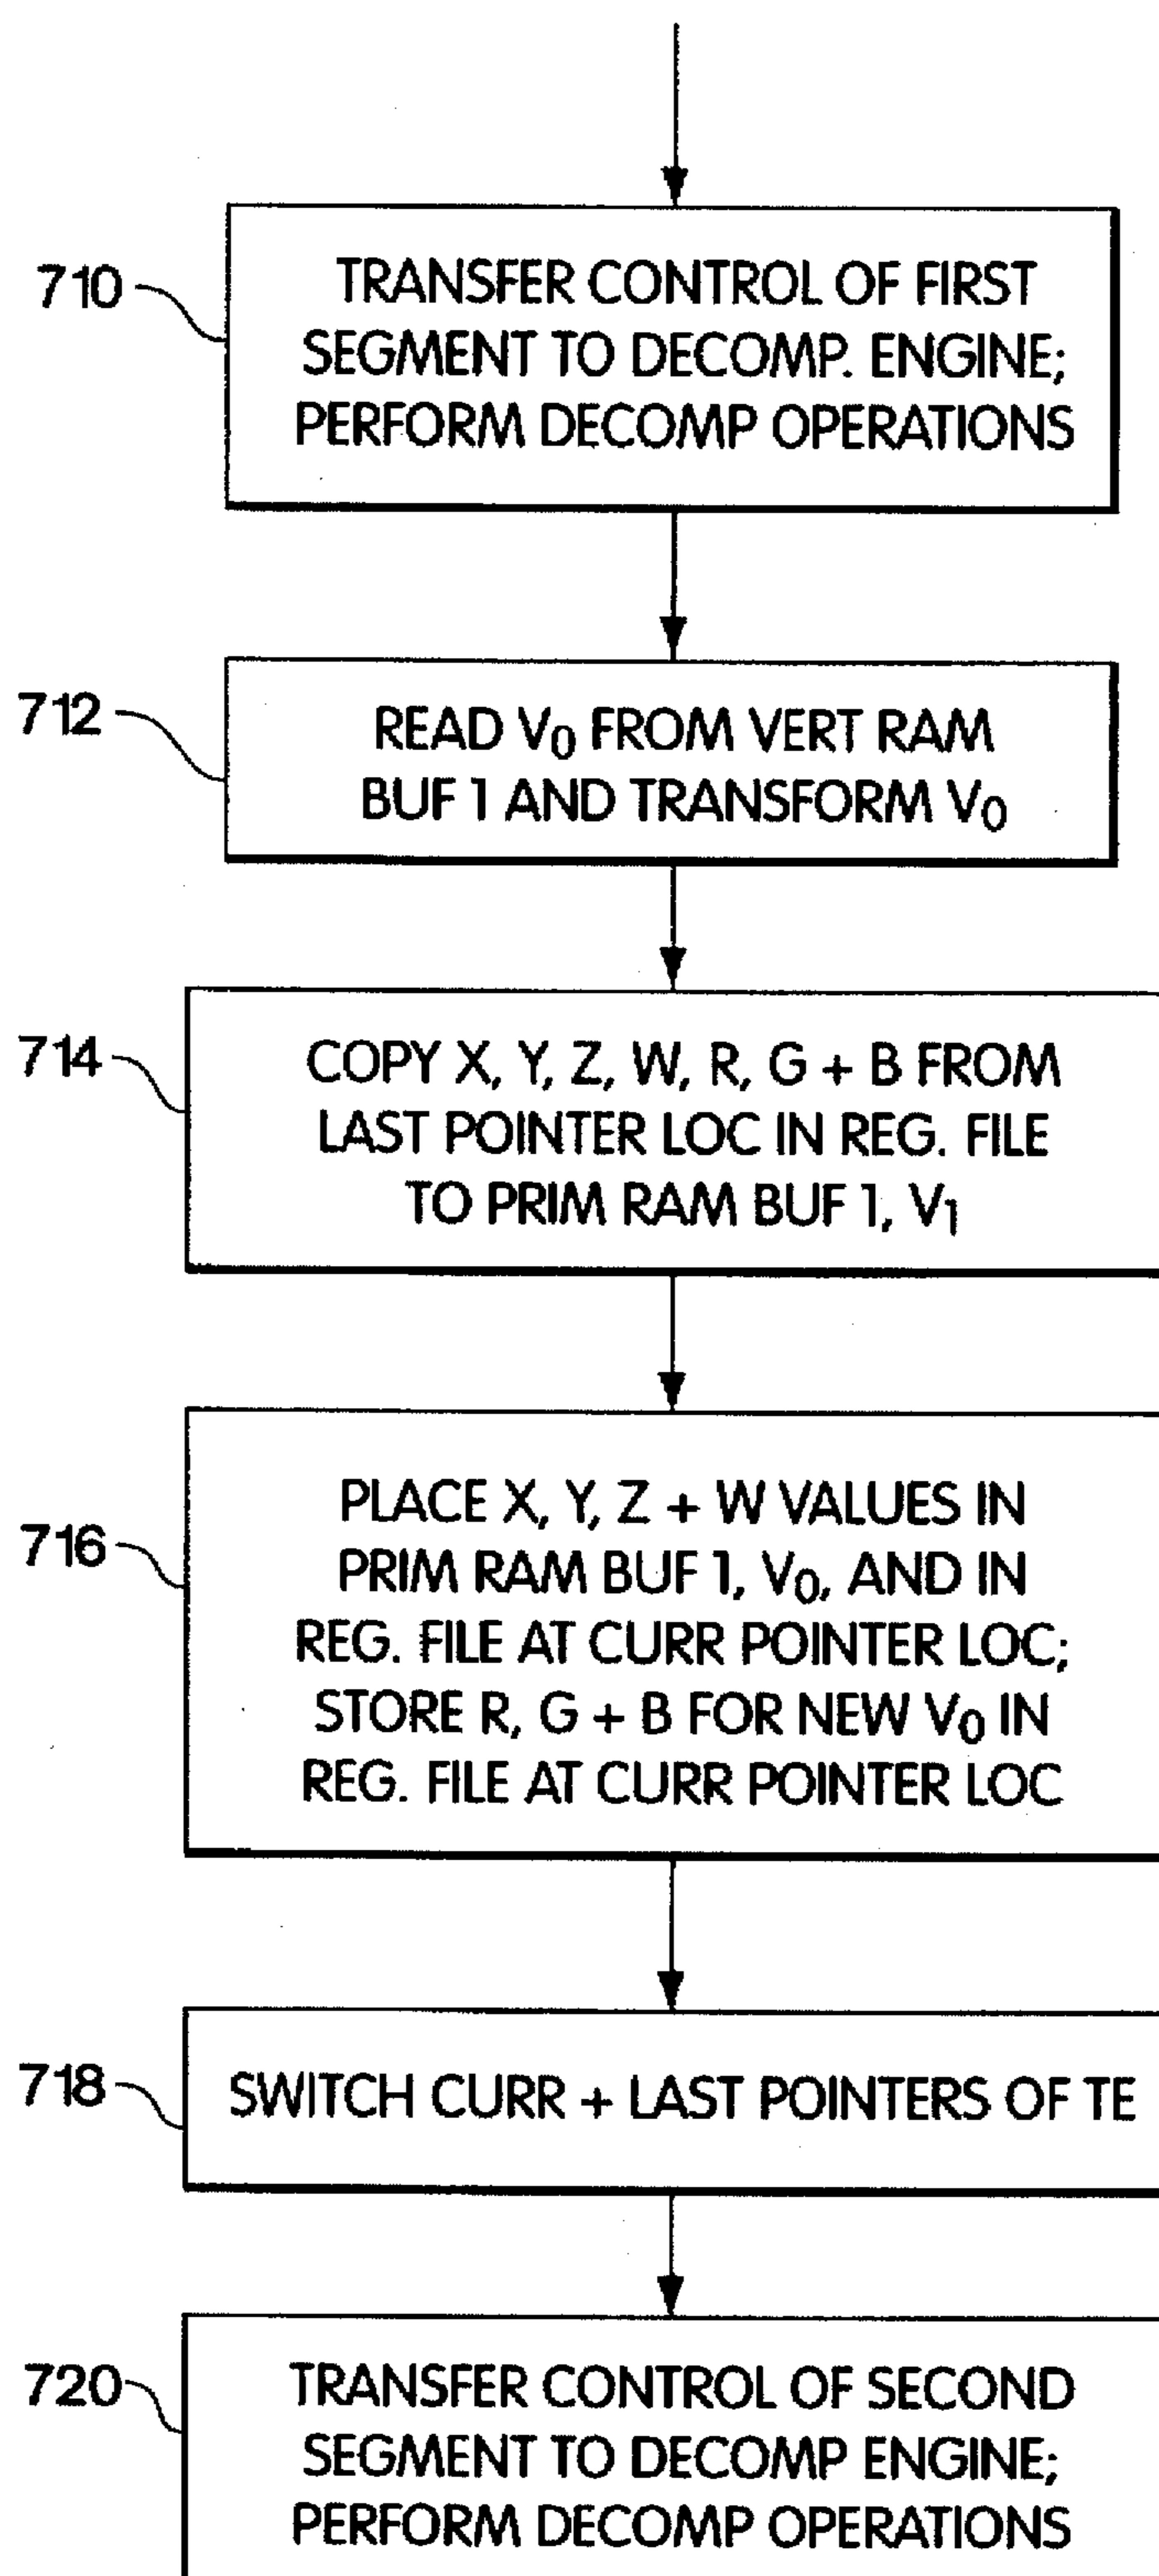 710
TRANSFER CONTROL OF FIRST
SEGMENT TO DECOMP. ENGINE;
PERFORM DECOMP OPERATIONS
712
READ V0 FROM VERT RAM
BUF 1 AND TRANSFORM V0
714
COPY X, Y, Z, W, R, G + B FROM
LAST POINTER LOC IN REG. FILE
TO PRIM RAM BUF 1, V1
716
PLACE X, Y, Z + W VALUES IN
PRIM RAM BUF 1, V0, AND IN
REG. FILE AT CURR POINTER LOC;
STORE R, G + B FOR NEW V0 IN
REG. FILE AT CURR POINTER LOC
718
SWITCH CURR + LAST POINTERS OF TE
720
TRANSFER CONTROL OF SECOND
SEGMENT TO DECOMP ENGINE;
PERFORM DECOMP OPERATIONS